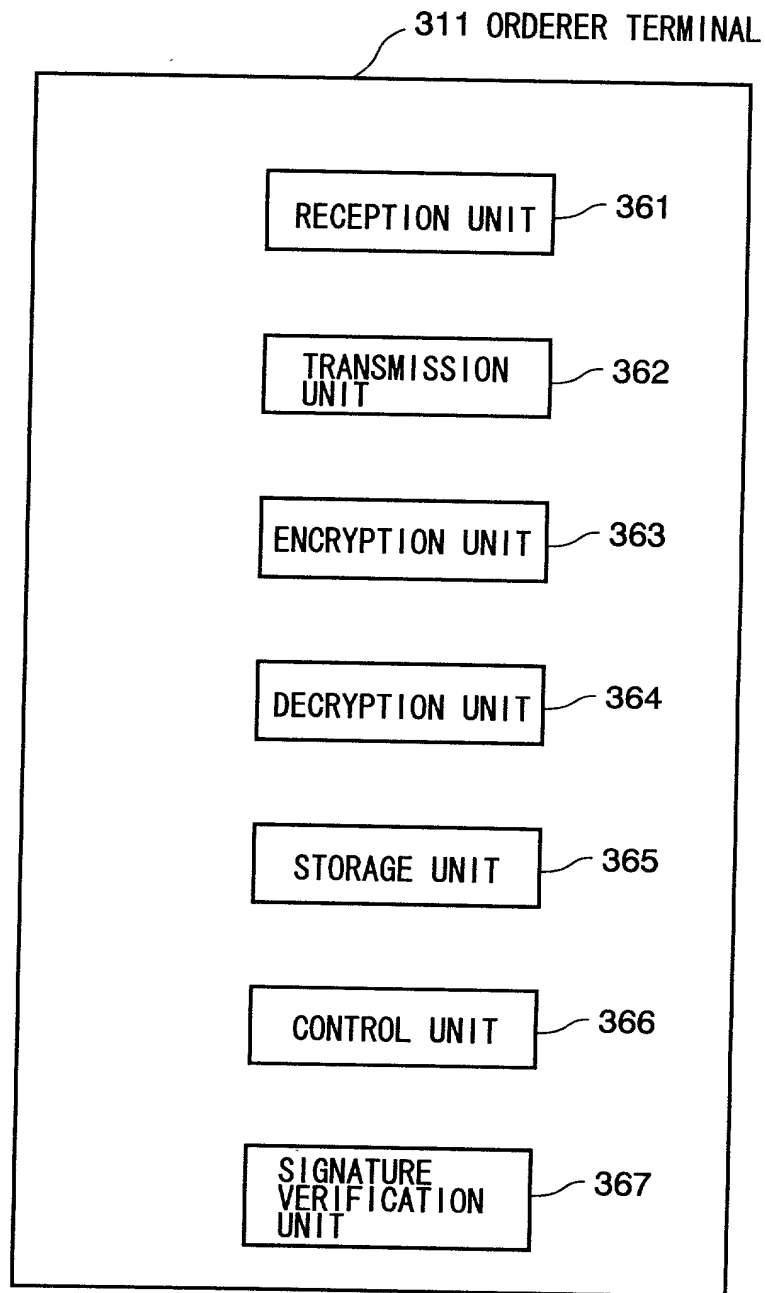 311 ORDERER TERMINAL
RECEPTION UNIT
361
TRANSMISSION
UNIT
362
ENCRYPTION UNIT
363
DECRYPTION UNIT
364
STORAGE UNIT
365
CONTROL UNIT
366
SIGNATURE
VERIFICATION
UNIT
367